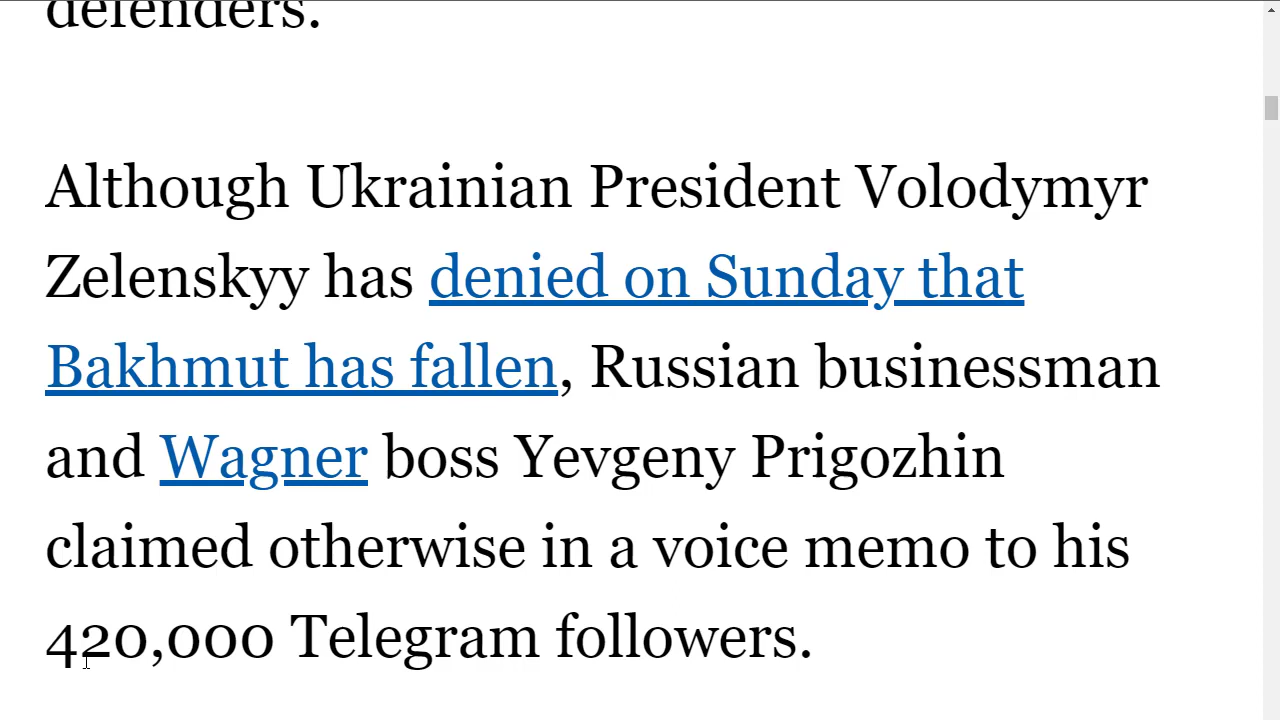 defenders.
Although Ukrainian President Volodymyr
Zelenskyy has denied on Sunday that
Bakhmut has fallen, Russian businessman
and Wagner boss Yevgeny Prigozhin
claimed otherwise in a voice memo to his
420,000 Telegram followers.